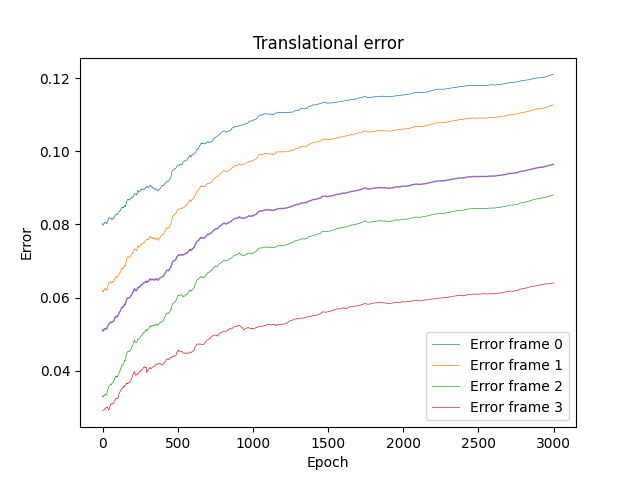 Translational error
0.12
0.10
0.08
0.06
0.04
Error
Error frame 0
Error frame 1
Error frame 2
Error frame 3
0 500 1000 1500 2000 2500 3000
Epoch